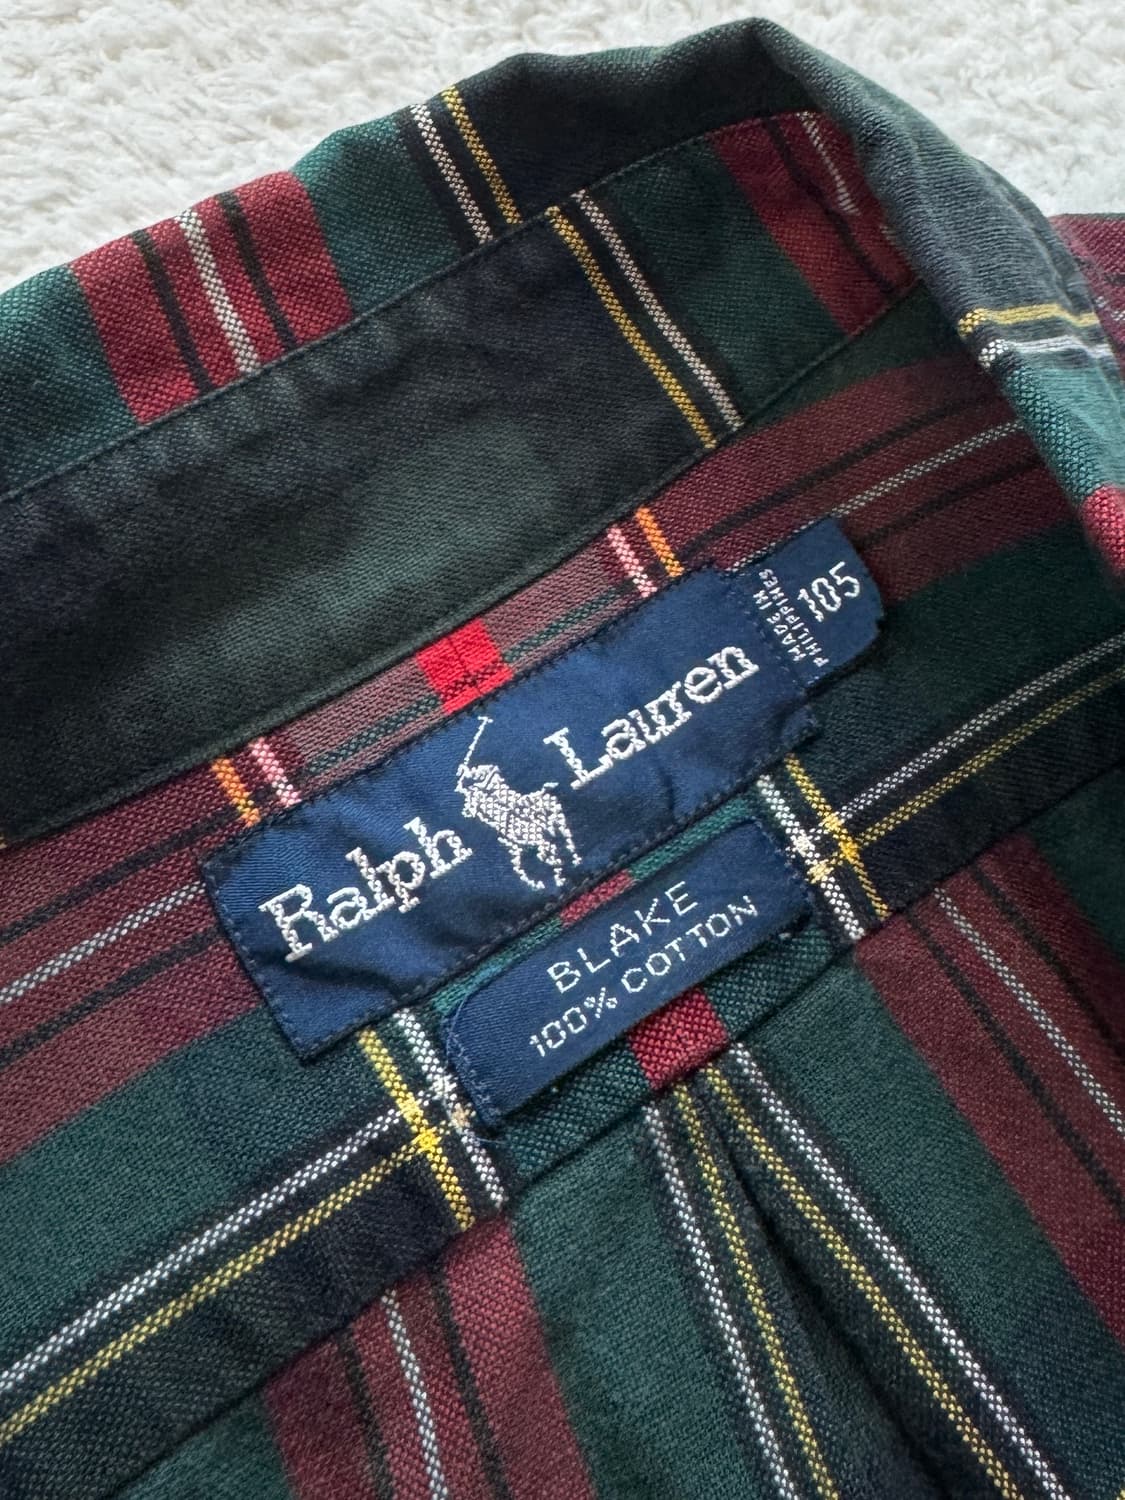 Ralph Lauren
MADE IN
PHILIPPINES
105
BLAKE
100% COTTON